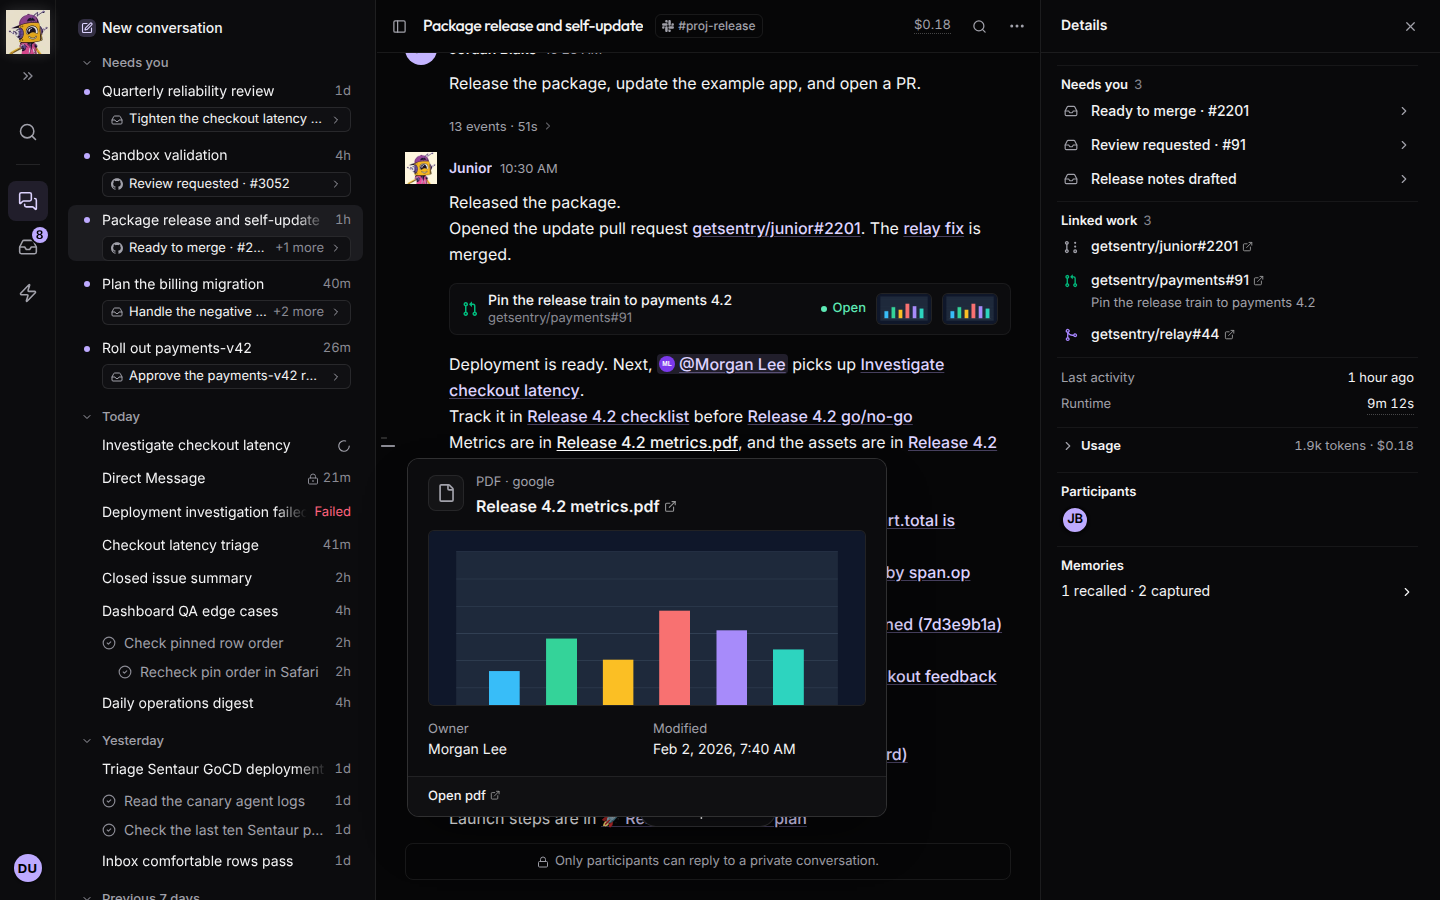 New conversation
Needs you
Quarterly reliability review 1d
Tighten the checkout latency ...
Sandbox validation 4h
Review requested · #3052
Package release and self-update 1h
Ready to merge · #2... +1 more
Plan the billing migration 40m
Handle the negative ... +2 more
Roll out payments-v42 26m
Approve the payments-v42 r...
Today
Investigate checkout latency
Direct Message 21m
Deployment investigation failed Failed
Checkout latency triage 41m
Closed issue summary 2h
Dashboard QA edge cases 4h
Check pinned row order 2h
Recheck pin order in Safari 2h
Daily operations digest 4h
Yesterday
Triage Sentaur GoCD deployment 1d
Read the canary agent logs 1d
Check the last ten Sentaur p... 1d
Inbox comfortable rows pass 1d
Previous 7 days
8
DU
Package release and self-update #proj-release $0.18
Release the package, update the example app, and open a PR.
13 events · 51s
Junior 10:30 AM
Released the package.
Opened the update pull request getsentry/junior#2201. The relay fix is
merged.
Pin the release train to payments 4.2
getsentry/payments#91
Open
Deployment is ready. Next, ML @Morgan Lee picks up Investigate
checkout latency.
Track it in Release 4.2 checklist before Release 4.2 go/no-go
Metrics are in Release 4.2 metrics.pdf, and the assets are in Release 4.2
PDF · google
Release 4.2 metrics.pdf
Owner
Morgan Lee
Modified
Feb 2, 2026, 7:40 AM
Open pdf
rt.total is
by span.op
ned (7d3e9b1a)
kout feedback
rd)
Launch steps are in 🚀 Re plan
Only participants can reply to a private conversation.
Details
Needs you 3
Ready to merge · #2201
Review requested · #91
Release notes drafted
Linked work 3
getsentry/junior#2201
getsentry/payments#91
Pin the release train to payments 4.2
getsentry/relay#44
Last activity 1 hour ago
Runtime 9m 12s
Usage 1.9k tokens · $0.18
Participants
JB
Memories
1 recalled · 2 captured